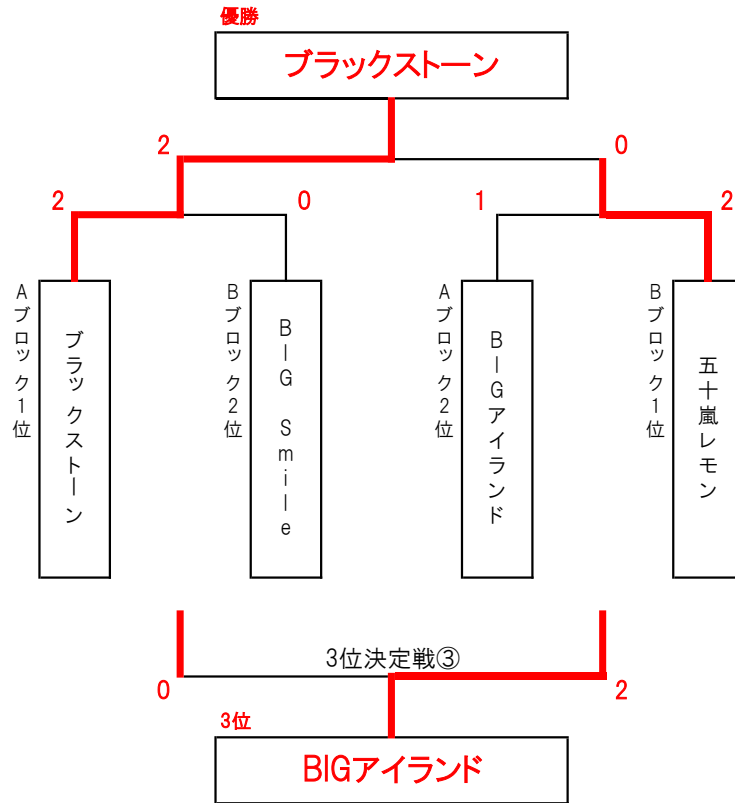 優勝
ブラックストーン
2
0
2
0
1
2
Aブロック1位
ブラックストーン
Bブロック2位
BIG Smile
Aブロック2位
BIGアイランド
Bブロック1位
五十嵐レモン
3位決定戦③
0
2
3位
BIGアイランド